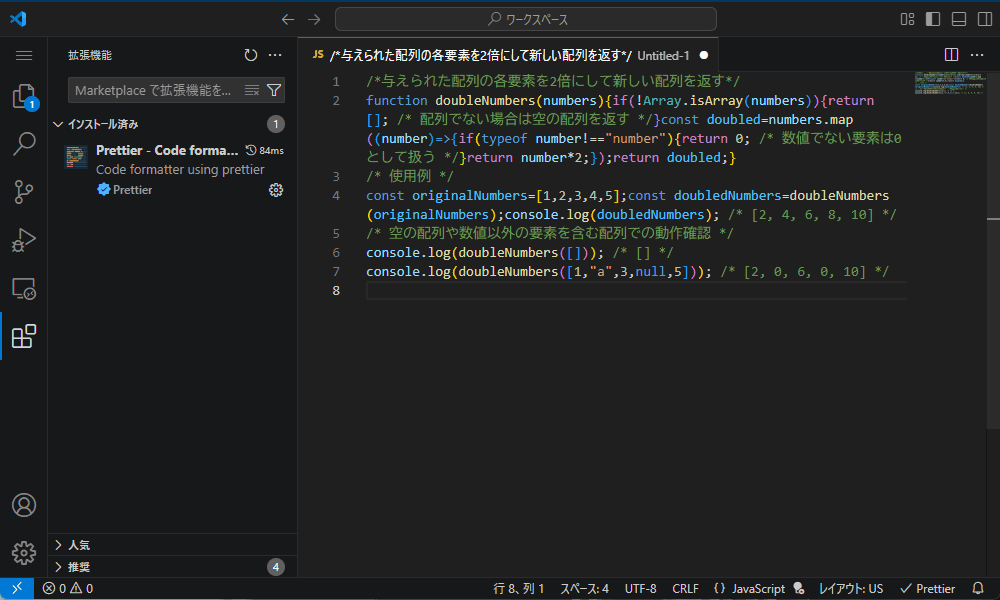 ワークスペース
拡張機能
Marketplace で拡張機能を...
インストール済み
1
Prettier - Code forma...
84ms
Code formatter using prettier
Prettier
1
人気
推奨
4
JS /*与えられた配列の各要素を2倍にして新しい配列を返す*/ Untitled-1
1 /*与えられた配列の各要素を2倍にして新しい配列を返す*/
2 function doubleNumbers(numbers){if(!Array.isArray(numbers)){return
[]; /* 配列でない場合は空の配列を返す */}const doubled=numbers.map
((number)=>{if(typeof number!=="number"){return 0; /* 数値でない要素は0
として扱う */}return number*2;});return doubled;}
3 /* 使用例 */
4 const originalNumbers=[1,2,3,4,5];const doubledNumbers=doubleNumbers
(originalNumbers);console.log(doubledNumbers); /* [2, 4, 6, 8, 10] */
5 /* 空の配列や数値以外の要素を含む配列での動作確認 */
6 console.log(doubleNumbers([])); /* [] */
7 console.log(doubleNumbers([1,"a",3,null,5])); /* [2, 0, 6, 0, 10] */
8
0 0 行 8、列 1 スペース: 4 UTF-8 CRLF {} JavaScript レイアウト: US Prettier